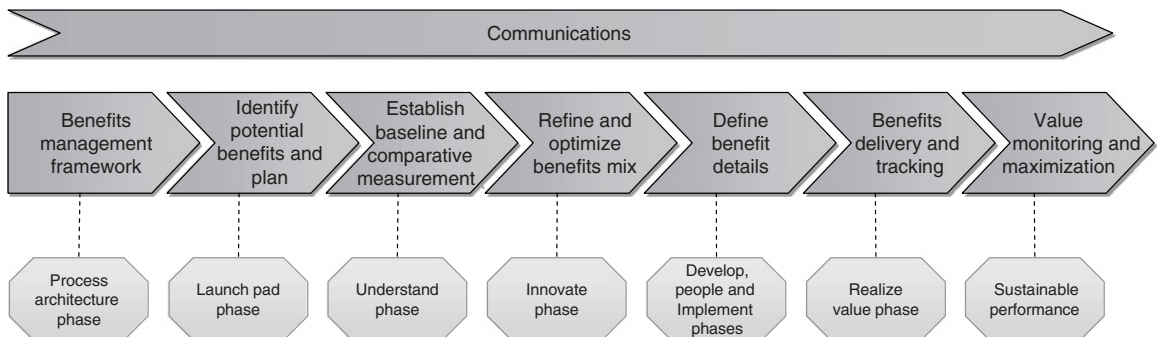 Communications
Benefits
management
framework
Identify
potential
benefits and
plan
Establish
baseline and
comparative
measurement
Refine and
optimize
benefits mix
Define
benefit
details
Benefits
delivery and
tracking
Value
monitoring and
maximization
Process
architecture
phase
Launch pad
phase
Understand
phase
Innovate
phase
Develop,
people and
Implement
phases
Realize
value phase
Sustainable
performance